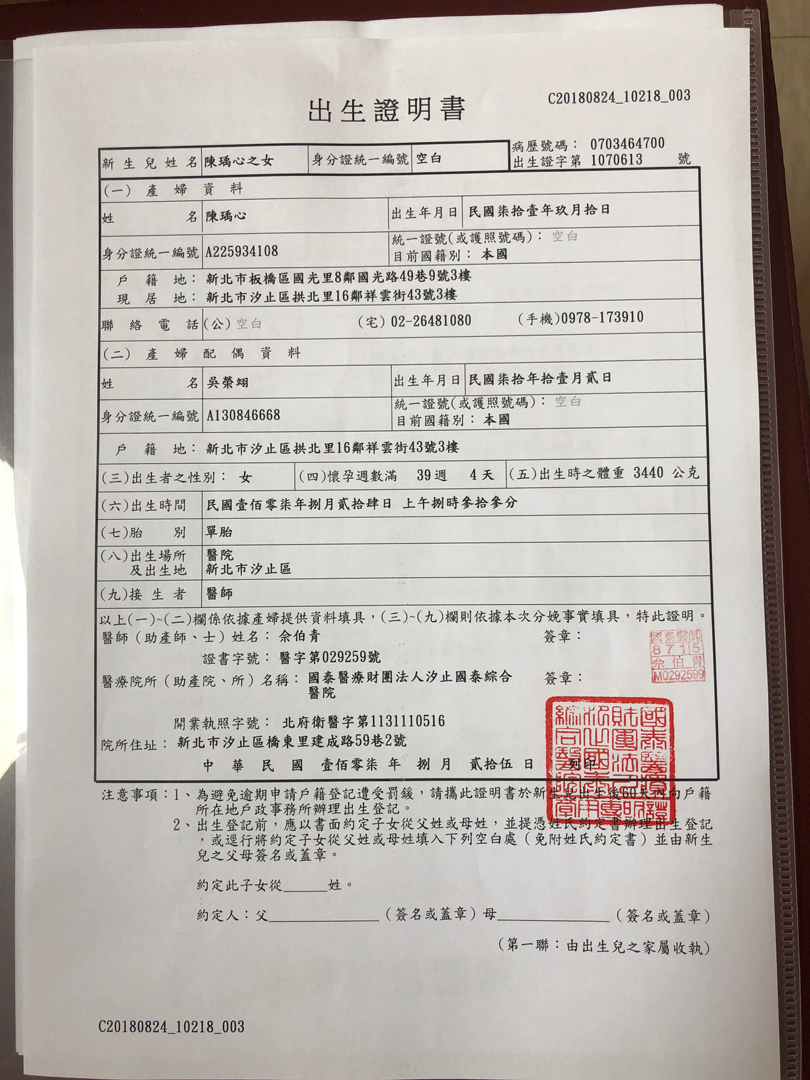 C20180824_10218_003
出生證明書
病歷號碼： 0703464700
新生兒姓名 陳瑀心之女 身分證統一編號 空白 出生證字第 1070613 號
(一) 產婦資料
姓名 陳瑀心 出生年月日 民國柒拾壹年玖月拾日
身分證統一編號 A225934108 統一證號(或護照號碼)： 空白
目前國籍別： 本國
戶籍地： 新北市板橋區國光里8鄰國光路49巷9號3樓
現居地： 新北市汐止區拱北里16鄰祥雲街43號3樓
聯絡電話 (公) 空白 (宅) 02-26481080 (手機)0978-173910
(二) 產婦配偶資料
姓名 吳榮翊 出生年月日 民國柒拾年拾壹月貳日
身分證統一編號 A130846668 統一證號(或護照號碼)： 空白
目前國籍別： 本國
戶籍地： 新北市汐止區拱北里16鄰祥雲街43號3樓
(三)出生者之性別： 女 (四)懷孕週數滿 39週 4天 (五)出生時之體重 3440 公克
(六)出生時間 民國壹佰零柒年捌月貳拾肆日 上午捌時參拾參分
(七)胎別 單胎
(八)出生場所 醫院
及出生地 新北市汐止區
(九)接生者 醫師
以上(一)~(二)欄係依據產婦提供資料填具，(三)~(九)欄則依據本次分娩事實填具，特此證明。
醫師（助產師、士）姓名： 余伯青 簽章：
國泰醫師
8715
余伯青
M0292599
證書字號： 醫字第029259號
醫療院所（助產院、所）名稱： 國泰醫療財團法人汐止國泰綜合 簽章：
醫院
開業執照字號： 北府衛醫字第1131110516
院所住址： 新北市汐止區橋東里建成路59巷2號
中華民國 壹佰零柒年 捌月 貳拾伍日 列印
注意事項：1、為避免逾期申請戶籍登記遭受罰鍰，請攜此證明書於新生兒出生後60天內向戶籍
所在地戶政事務所辦理出生登記。
2、出生登記前，應以書面約定子女從父姓或母姓，並提憑姓氏約定書辦理出生登記
，或逕行將約定子女從父姓或母姓填入下列空白處（免附姓氏約定書）並由新生
兒之父母簽名或蓋章。
約定此子女從______姓。
約定人：父______________（簽名或蓋章）母______________（簽名或蓋章）
（第一聯：由出生兒之家屬收執）
C20180824_10218_003